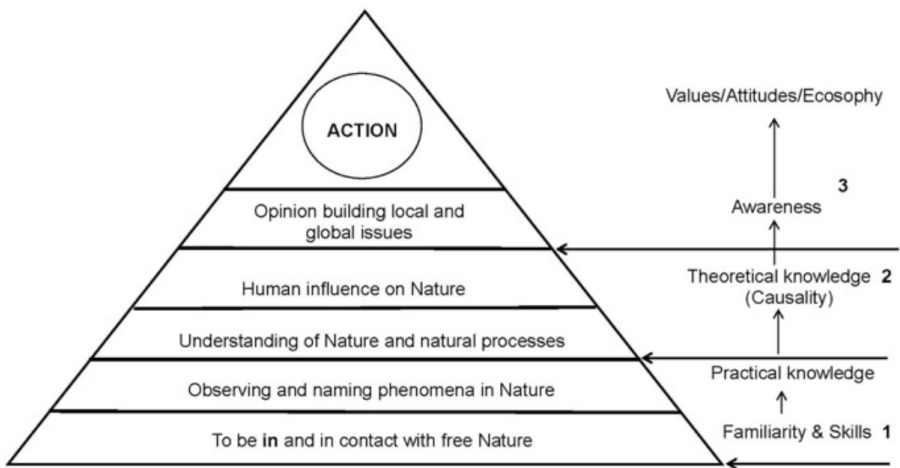 ACTION
Opinion building local and
global issues
Human influence on Nature
Understanding of Nature and natural processes
Observing and naming phenomena in Nature
To be in and in contact with free Nature
Values/Attitudes/Ecosophy
3
Awareness
Theoretical knowledge 2
(Causality)
Practical knowledge
Familiarity & Skills 1